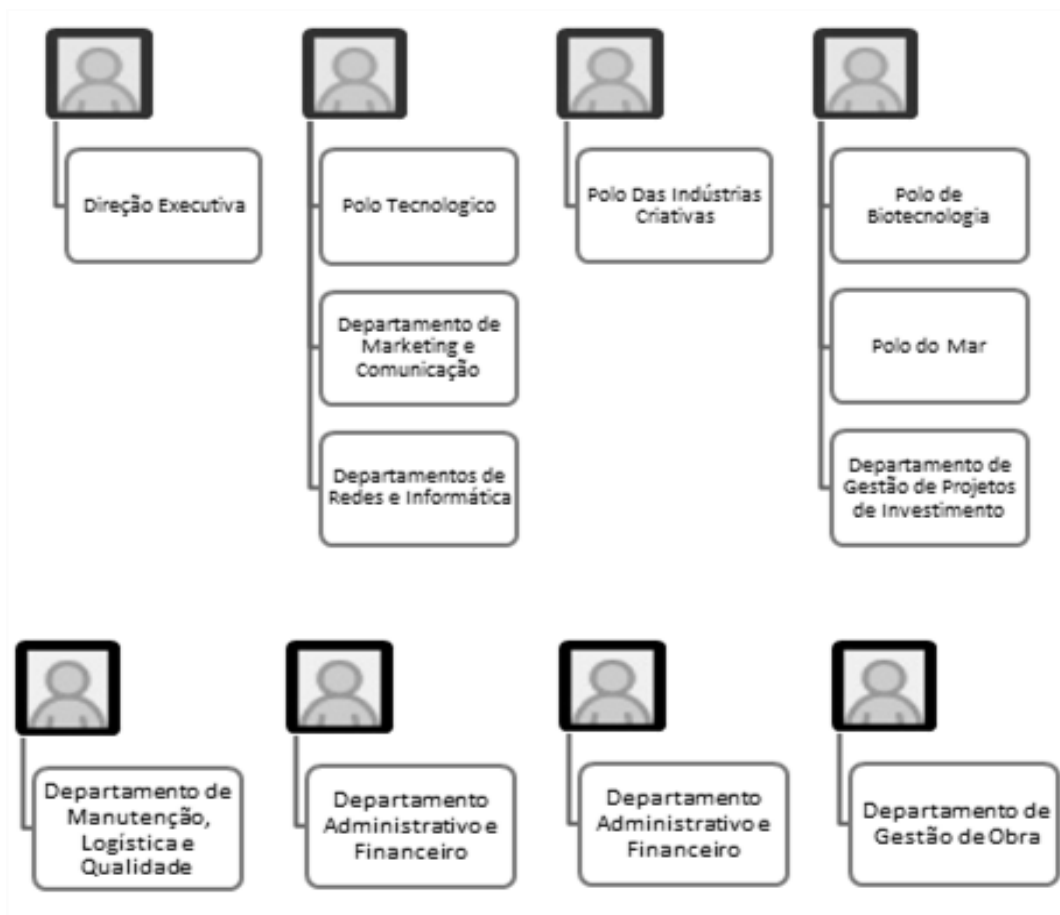 Direção Executiva
Polo Tecnologico
Polo Das Indústrias
Criativas
Polo de
Biotecnologia
Departamento de
Marketing e
Comunicação
Polo do Mar
Departamentos de
Redes e Informática
Departamento de
Gestão de Projetos
de Investimento
Departamento de
Manutenção,
Logística e
Qualidade
Departamento
Administrativo e
Financeiro
Departamento
Administrativo e
Financeiro
Departamento de
Gestão de Obra